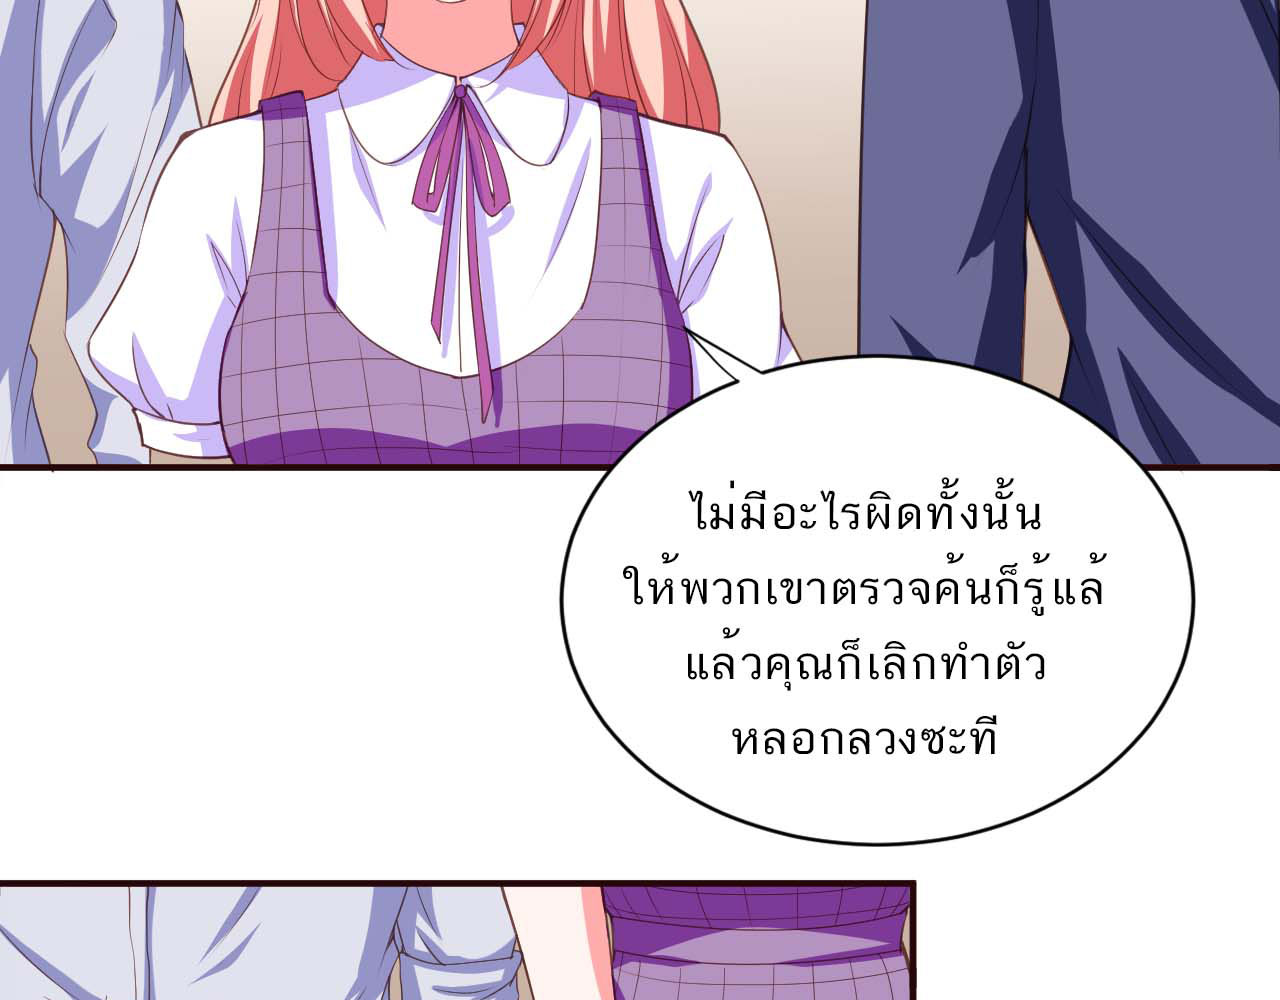 ไม่มีอะไรผิดทั้งนั้น
ให้พวกเขาตรวจค้นก็รู้แล้
แล้วคุณก็เลิกทำตัว
หลอกลวงซะที